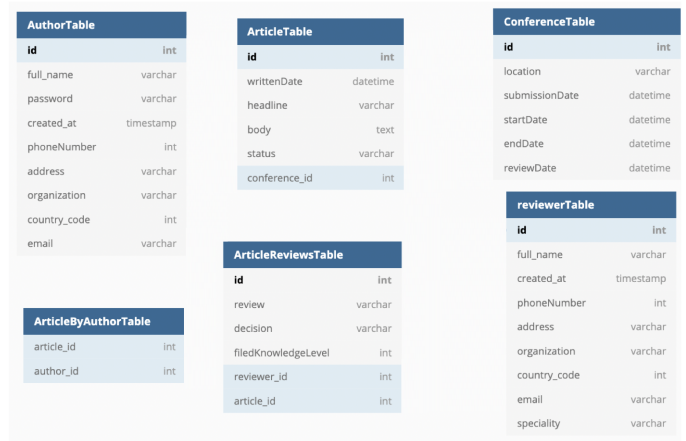 AuthorTable
id int
full_name varchar
password varchar
created_at timestamp
phoneNumber int
address varchar
organization varchar
country_code int
email varchar
ArticleTable
id int
writtenDate datetime
headline varchar
body text
status varchar
conference_id int
ConferenceTable
id int
location varchar
submissionDate datetime
startDate datetime
endDate datetime
reviewDate datetime
ArticleByAuthorTable
article_id int
author_id int
ArticleReviewsTable
id int
review varchar
decision varchar
filedKnowledgeLevel int
reviewer_id int
article_id int
reviewerTable
id int
full_name varchar
created_at timestamp
phoneNumber int
address varchar
organization varchar
country_code int
email varchar
speciality varchar